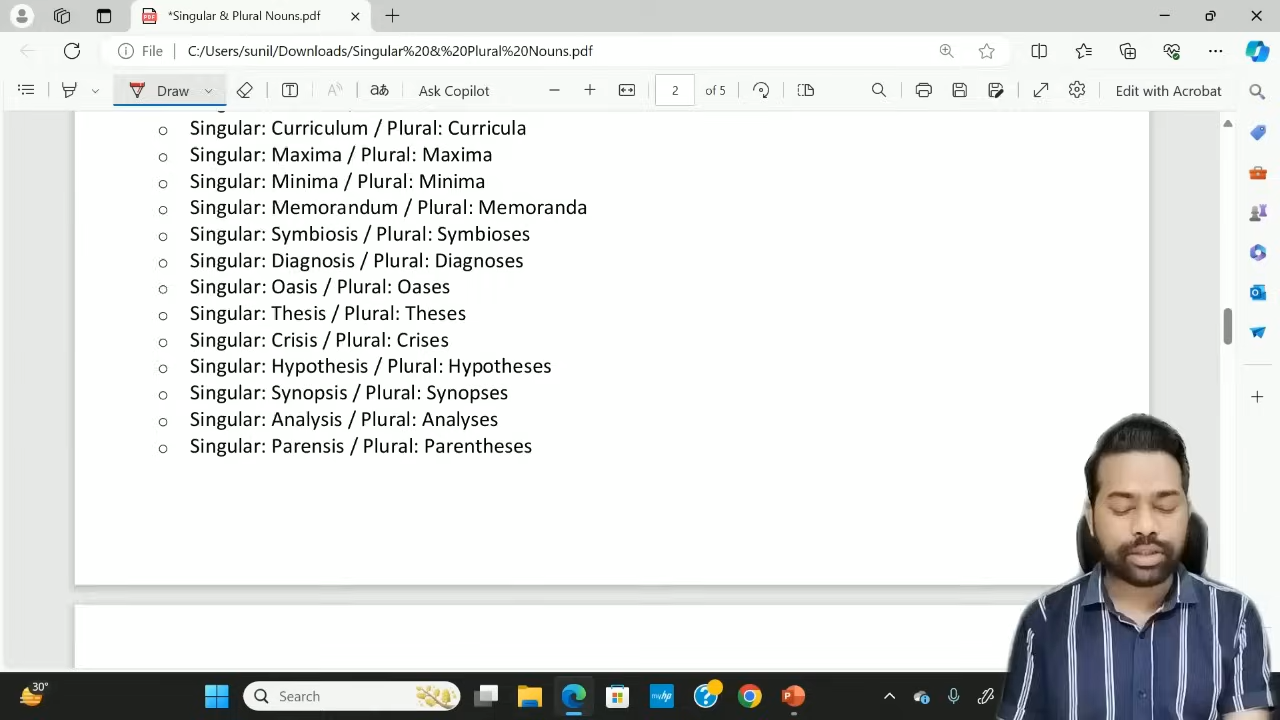 *Singular & Plural Nouns.pdf
File
C:/Users/sunil/Downloads/Singular%20&%20Plural%20Nouns.pdf
Draw
Ask Copilot
2
of 5
Edit with Acrobat
Singular: Curriculum / Plural: Curricula
Singular: Maxima / Plural: Maxima
Singular: Minima / Plural: Minima
Singular: Memorandum / Plural: Memoranda
Singular: Symbiosis / Plural: Symbioses
Singular: Diagnosis / Plural: Diagnoses
Singular: Oasis / Plural: Oases
Singular: Thesis / Plural: Theses
Singular: Crisis / Plural: Crises
Singular: Hypothesis / Plural: Hypotheses
Singular: Synopsis / Plural: Synopses
Singular: Analysis / Plural: Analyses
Singular: Parensis / Plural: Parentheses
30°
Search